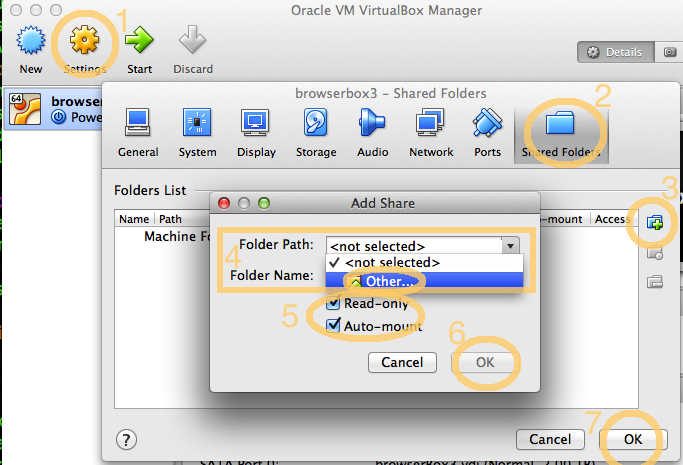 Oracle VM VirtualBox Manager
1
New
Settings
Start
Discard
Details
64
browser
Powe
browserbox3 – Shared Folders
2
General
System
Display
Storage
Audio
Network
Ports
Shared Folders
Folders List
3
Add Share
Name
Path
-mount
Access
Machine Fo
4
Folder Path:
<not selected>
✓ <not selected>
Folder Name:
Other...
5
Read-only
Auto-mount
6
Cancel
OK
7
?
Cancel
OK
SATA Port 0:
browserBox3.vdi (Normal, 2.00 TB)